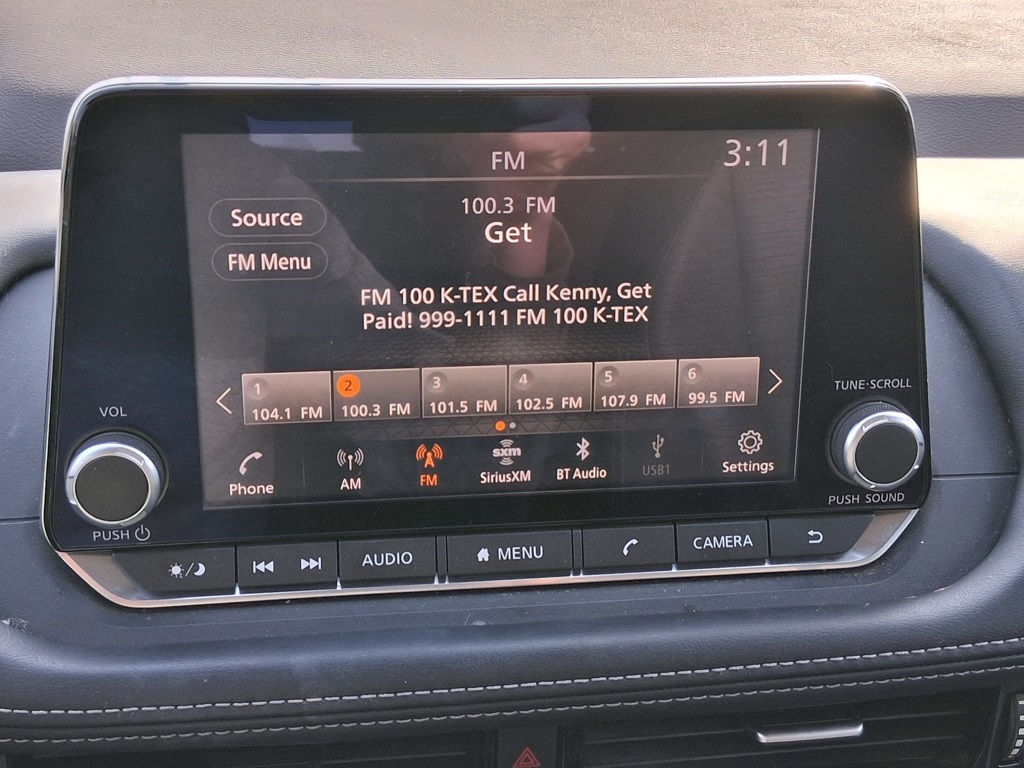 FM
3:11
Source
100.3 FM
Get
FM Menu
FM 100 K-TEX Call Kenny, Get
Paid! 999-1111 FM 100 K-TEX
1
2
3
4
5
6
104.1 FM
100.3 FM
101.5 FM
102.5 FM
107.9 FM
99.5 FM
VOL
TUNE·SCROLL
Phone
AM
FM
sxm
SiriusXM
BT Audio
USB1
Settings
PUSH
PUSH SOUND
AUDIO
MENU
CAMERA